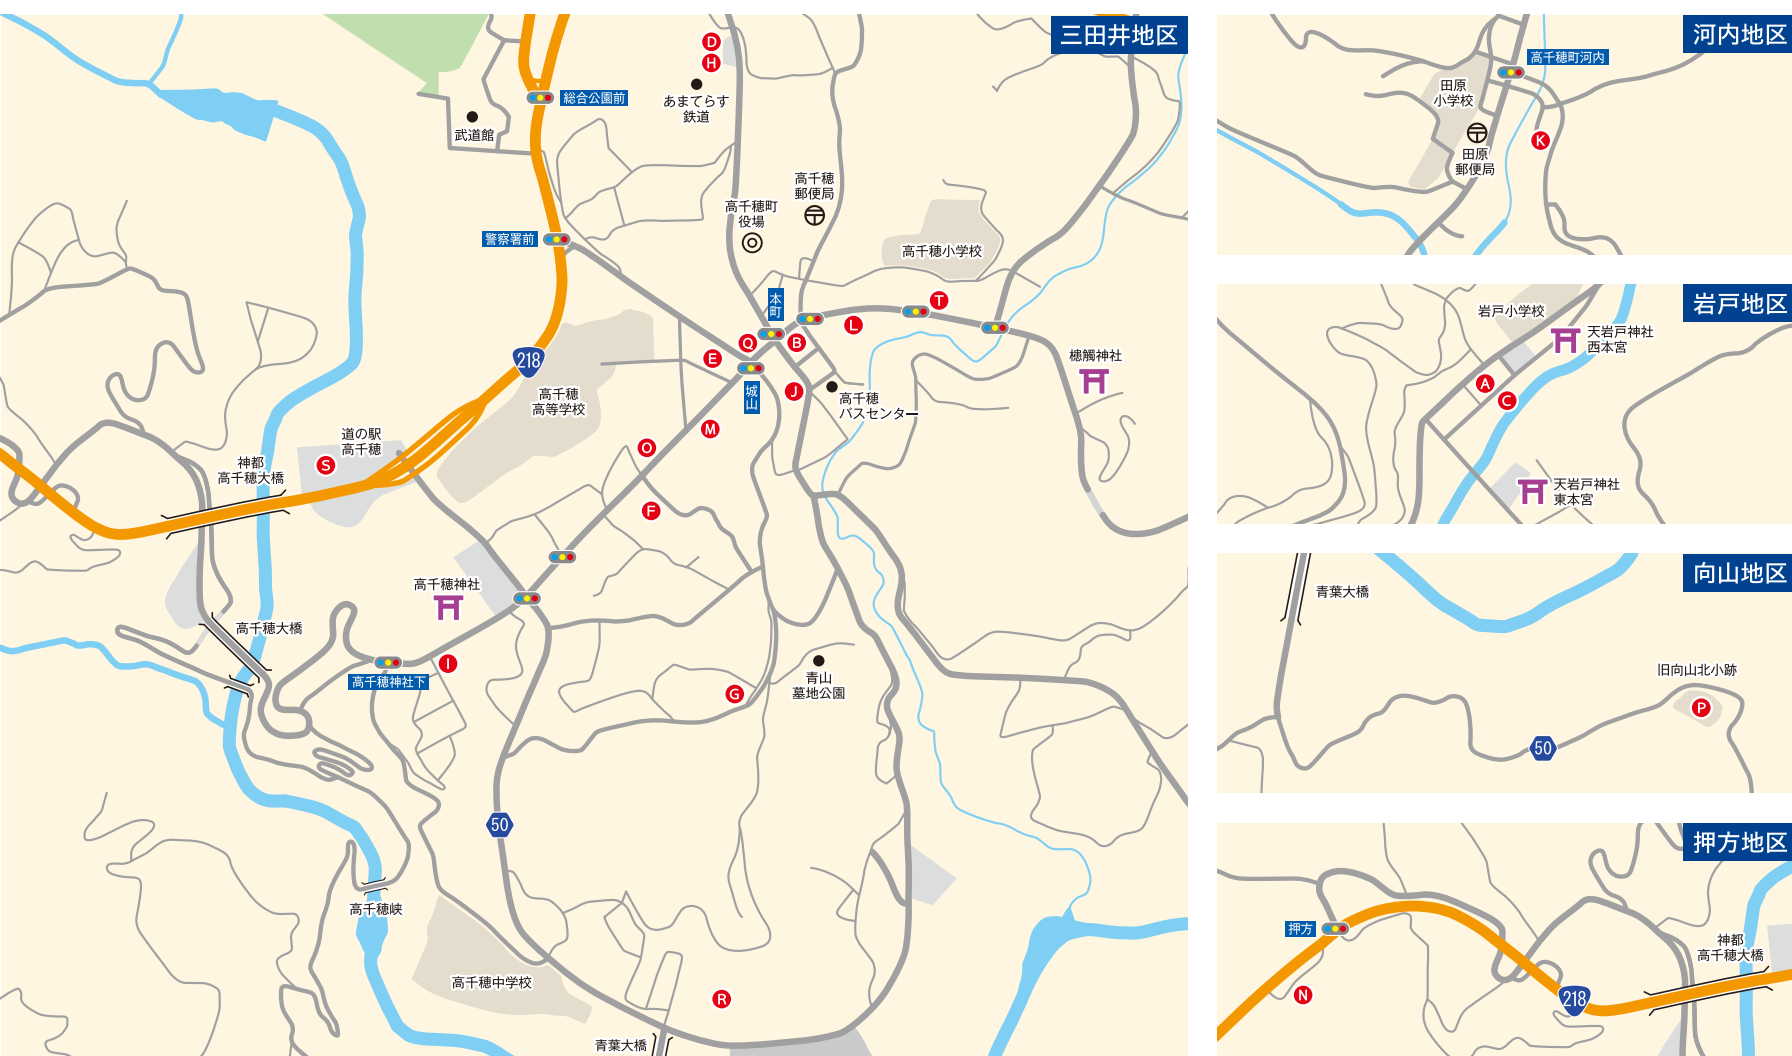 三田井地区
D
H
あまてらす
鉄道
総合公園前
武道館
高千穂
郵便局
高千穂町
役場
警察署前
高千穂小学校
本町
T
L
Q
B
E
218
城山
J
高千穂
バスセンター
槵觸神社
高千穂
高等学校
M
O
道の駅
高千穂
S
神都
高千穂大橋
F
高千穂神社
高千穂大橋
I
高千穂神社下
青山
墓地公園
G
50
高千穂峡
高千穂中学校
R
青葉大橋
河内地区
高千穂町河内
田原
小学校
K
田原
郵便局
岩戸地区
岩戸小学校
天岩戸神社
西本宮
A
C
天岩戸神社
東本宮
向山地区
青葉大橋
旧向山北小跡
P
50
押方地区
押方
神都
高千穂大橋
N
218